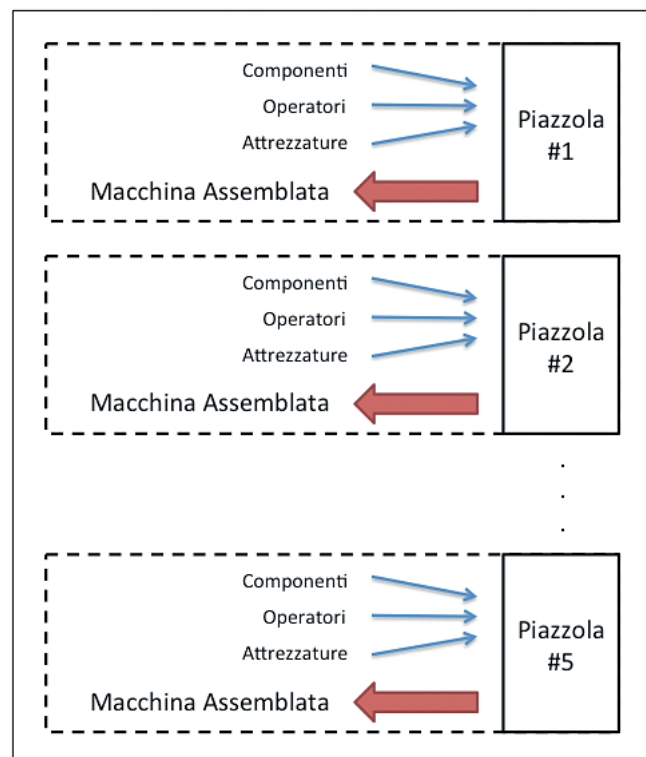 Componenti
Operatori
Attrezzature
Macchina Assemblata
Piazzola
#1
Componenti
Operatori
Attrezzature
Macchina Assemblata
Piazzola
#2
.
.
.
Componenti
Operatori
Attrezzature
Macchina Assemblata
Piazzola
#5